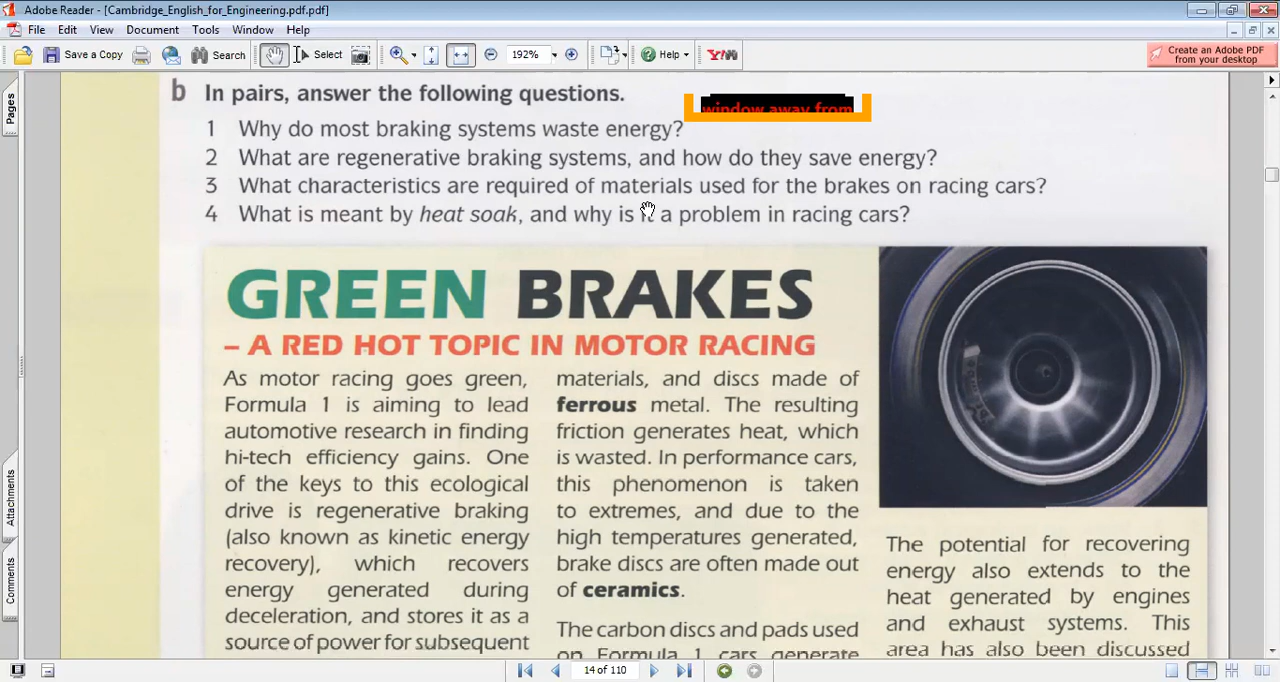 Adobe Reader - [Cambridge_English_for_Engineering.pdf.pdf]
File Edit View Document Tools Window Help
Save a Copy Search Select 192% Help Y! Create an Adobe PDF
from your desktop
Pages
Attachments
Comments
b In pairs, answer the following questions.
window away from
1 Why do most braking systems waste energy?
2 What are regenerative braking systems, and how do they save energy?
3 What characteristics are required of materials used for the brakes on racing cars?
4 What is meant by heat soak, and why is it a problem in racing cars?
GREEN BRAKES
– A RED HOT TOPIC IN MOTOR RACING
As motor racing goes green,
Formula 1 is aiming to lead
automotive research in finding
hi-tech efficiency gains. One
of the keys to this ecological
drive is regenerative braking
(also known as kinetic energy
recovery), which recovers
energy generated during
deceleration, and stores it as a
source of power for subsequent
materials, and discs made of
ferrous metal. The resulting
friction generates heat, which
is wasted. In performance cars,
this phenomenon is taken
to extremes, and due to the
high temperatures generated,
brake discs are often made out
of ceramics.
The carbon discs and pads used
on Formula 1 cars generate
The potential for recovering
energy also extends to the
heat generated by engines
and exhaust systems. This
area has also been discussed
14 of 110